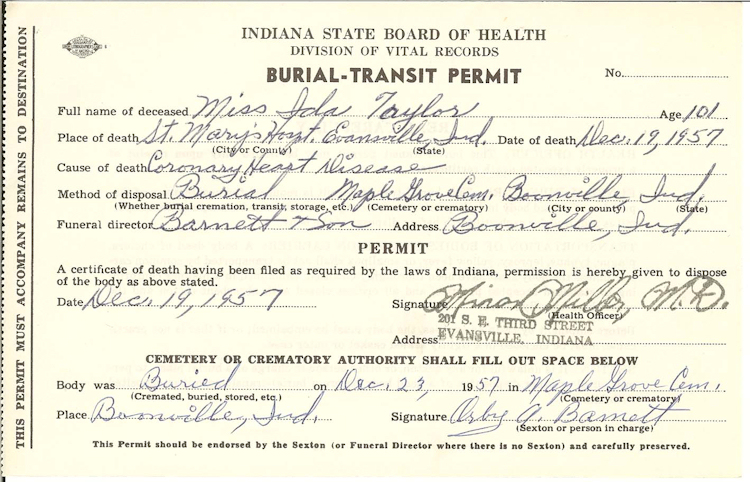 INDIANA STATE BOARD OF HEALTH
DIVISION OF VITAL RECORDS
BURIAL-TRANSIT PERMIT
No.
Full name of deceased Miss Ida Taylor Age 101
Place of death St. Mary's Hospt. Evansville, Ind. Date of death Dec. 19, 1957
(City or County) (State)
Cause of death Coronary Heart Disease
Method of disposal Burial Maple Grove Cem. Boonville, Ind.
(Whether burial cremation, transit, storage, etc.) (Cemetery or crematory) (City or county) (State)
Funeral director Barnett & Son Address Boonville, Ind.
PERMIT
A certificate of death having been filed as required by the laws of Indiana, permission is hereby given to dispose
of the body as above stated.
Date Dec. 19, 1957 Signature Minor Miller M.D.
(Health Officer)
201 S. E. THIRD STREET
Address EVANSVILLE, INDIANA
CEMETERY OR CREMATORY AUTHORITY SHALL FILL OUT SPACE BELOW
Body was Buried on Dec. 23, 1957 in Maple Grove Cem.
(Cremated, buried, stored, etc.) (Cemetery or crematory)
Place Boonville, Ind. Signature Orby A. Barnett
(Sexton or person in charge)
This Permit should be endorsed by the Sexton (or Funeral Director where there is no Sexton) and carefully preserved.
THIS PERMIT MUST ACCOMPANY REMAINS TO DESTINATION